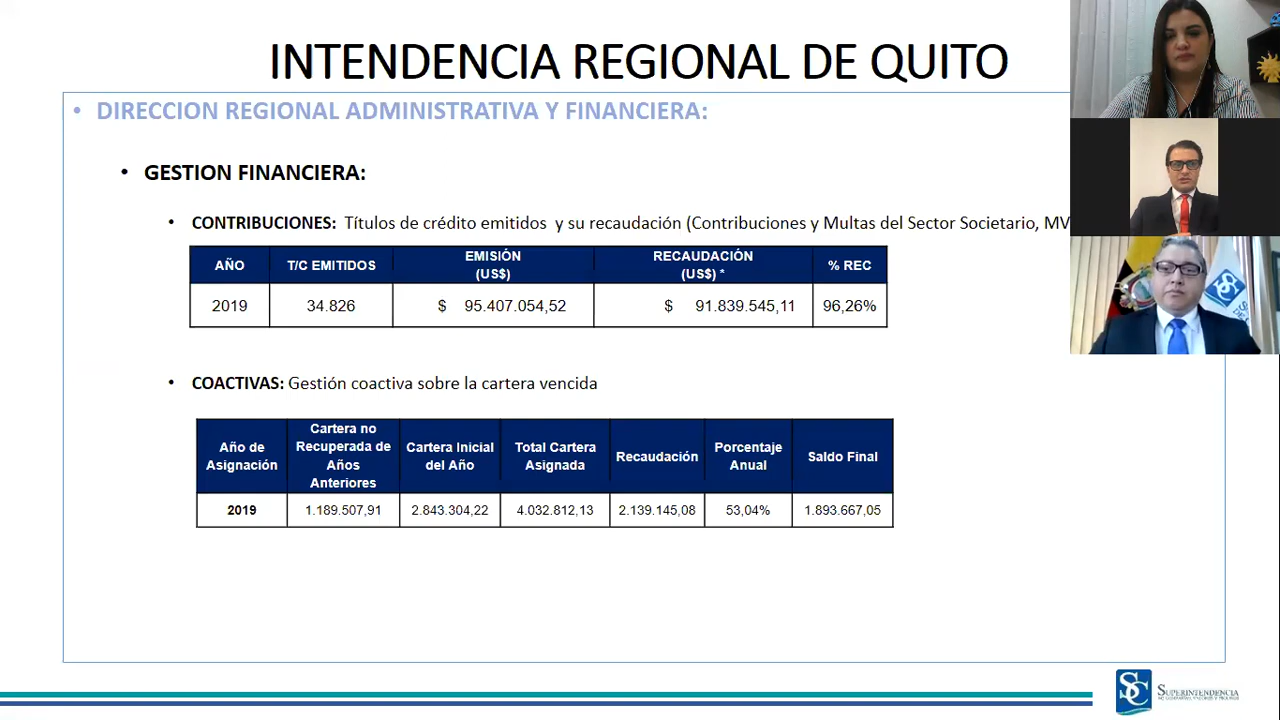 INTENDENCIA REGIONAL DE QUITO
• DIRECCION REGIONAL ADMINISTRATIVA Y FINANCIERA:
• GESTION FINANCIERA:
• CONTRIBUCIONES: Títulos de crédito emitidos y su recaudación (Contribuciones y Multas del Sector Societario, MV
AÑO T/C EMITIDOS EMISIÓN (US$) RECAUDACIÓN (US$) * % REC
2019 34.826 $ 95.407.054,52 $ 91.839.545,11 96,26%
• COACTIVAS: Gestión coactiva sobre la cartera vencida
Año de Asignación Cartera no Recuperada de Años Anteriores Cartera Inicial del Año Total Cartera Asignada Recaudación Porcentaje Anual Saldo Final
2019 1.189.507,91 2.843.304,22 4.032.812,13 2.139.145,08 53,04% 1.893.667,05
SC SUPERINTENDENCIA
DE COMPAÑÍAS, VALORES Y SEGUROS